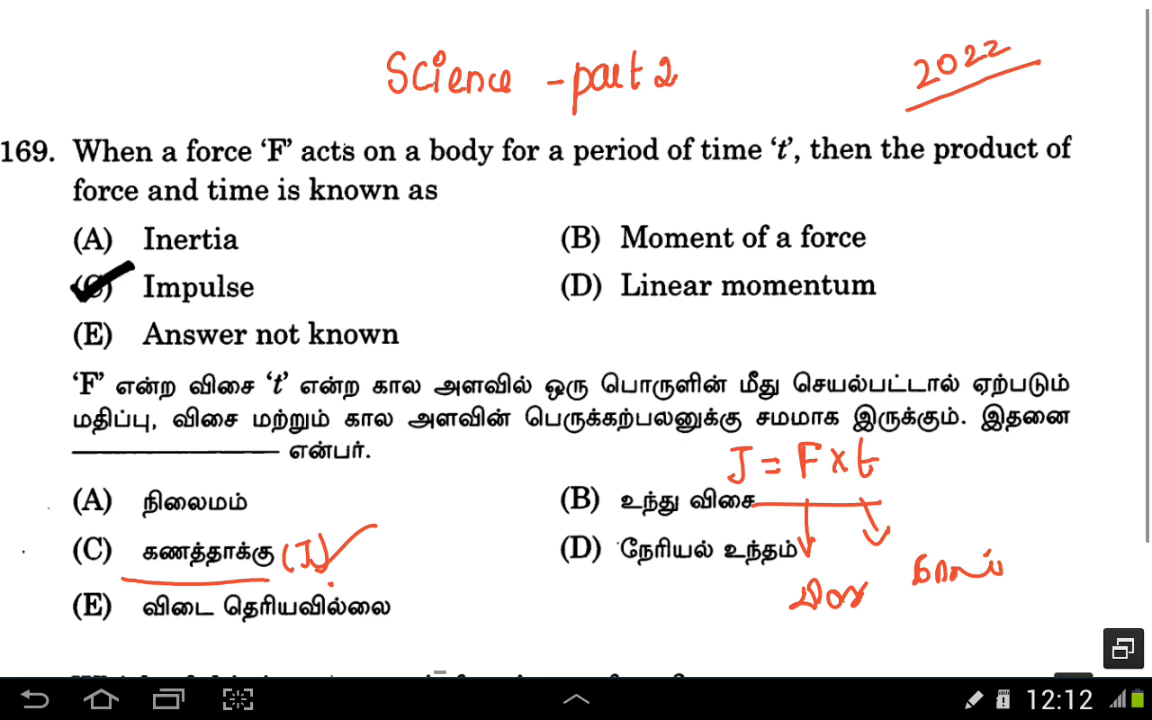 Science - part 2
2022
169. When a force ‘F’ acts on a body for a period of time ‘t’, then the product of
force and time is known as
(A) Inertia (B) Moment of a force
(C) Impulse (D) Linear momentum
(E) Answer not known
‘F’ என்ற விசை ‘t’ என்ற கால அளவில் ஒரு பொருளின் மீது செயல்பட்டால் ஏற்படும்
மதிப்பு, விசை மற்றும் கால அளவின் பெருக்கற்பலனுக்கு சமமாக இருக்கும். இதனை
என்பர்.
J = F x t
(A) நிலைமம் (B) உந்து விசை
(C) கணத்தாக்கு (J) (D) நேரியல் உந்தம்
விசை
(E) விடை தெரியவில்லை
12:12